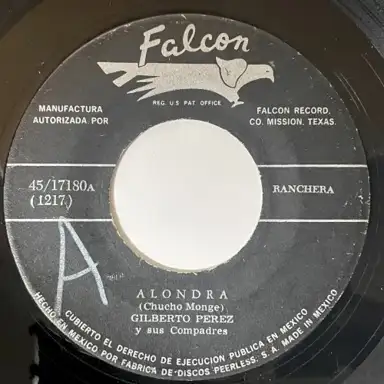 Falcon
REG. U S PAT. OFFICE
MANUFACTURA
AUTORIZADA POR
FALCON RECORD.
CO. MISSION, TEXAS.
45/17180A
(1217.)
RANCHERA
A
ALONDRA
(Chucho Monge)
GILBERTO PEREZ
y sus Compadres
CUBIERTO EL DERECHO DE EJECUCION PUBLICA EN MEXICO
HECHO EN MEXICO POR FABRICA DE DISCOS PEERLESS, S. A. MADE IN MEXICO